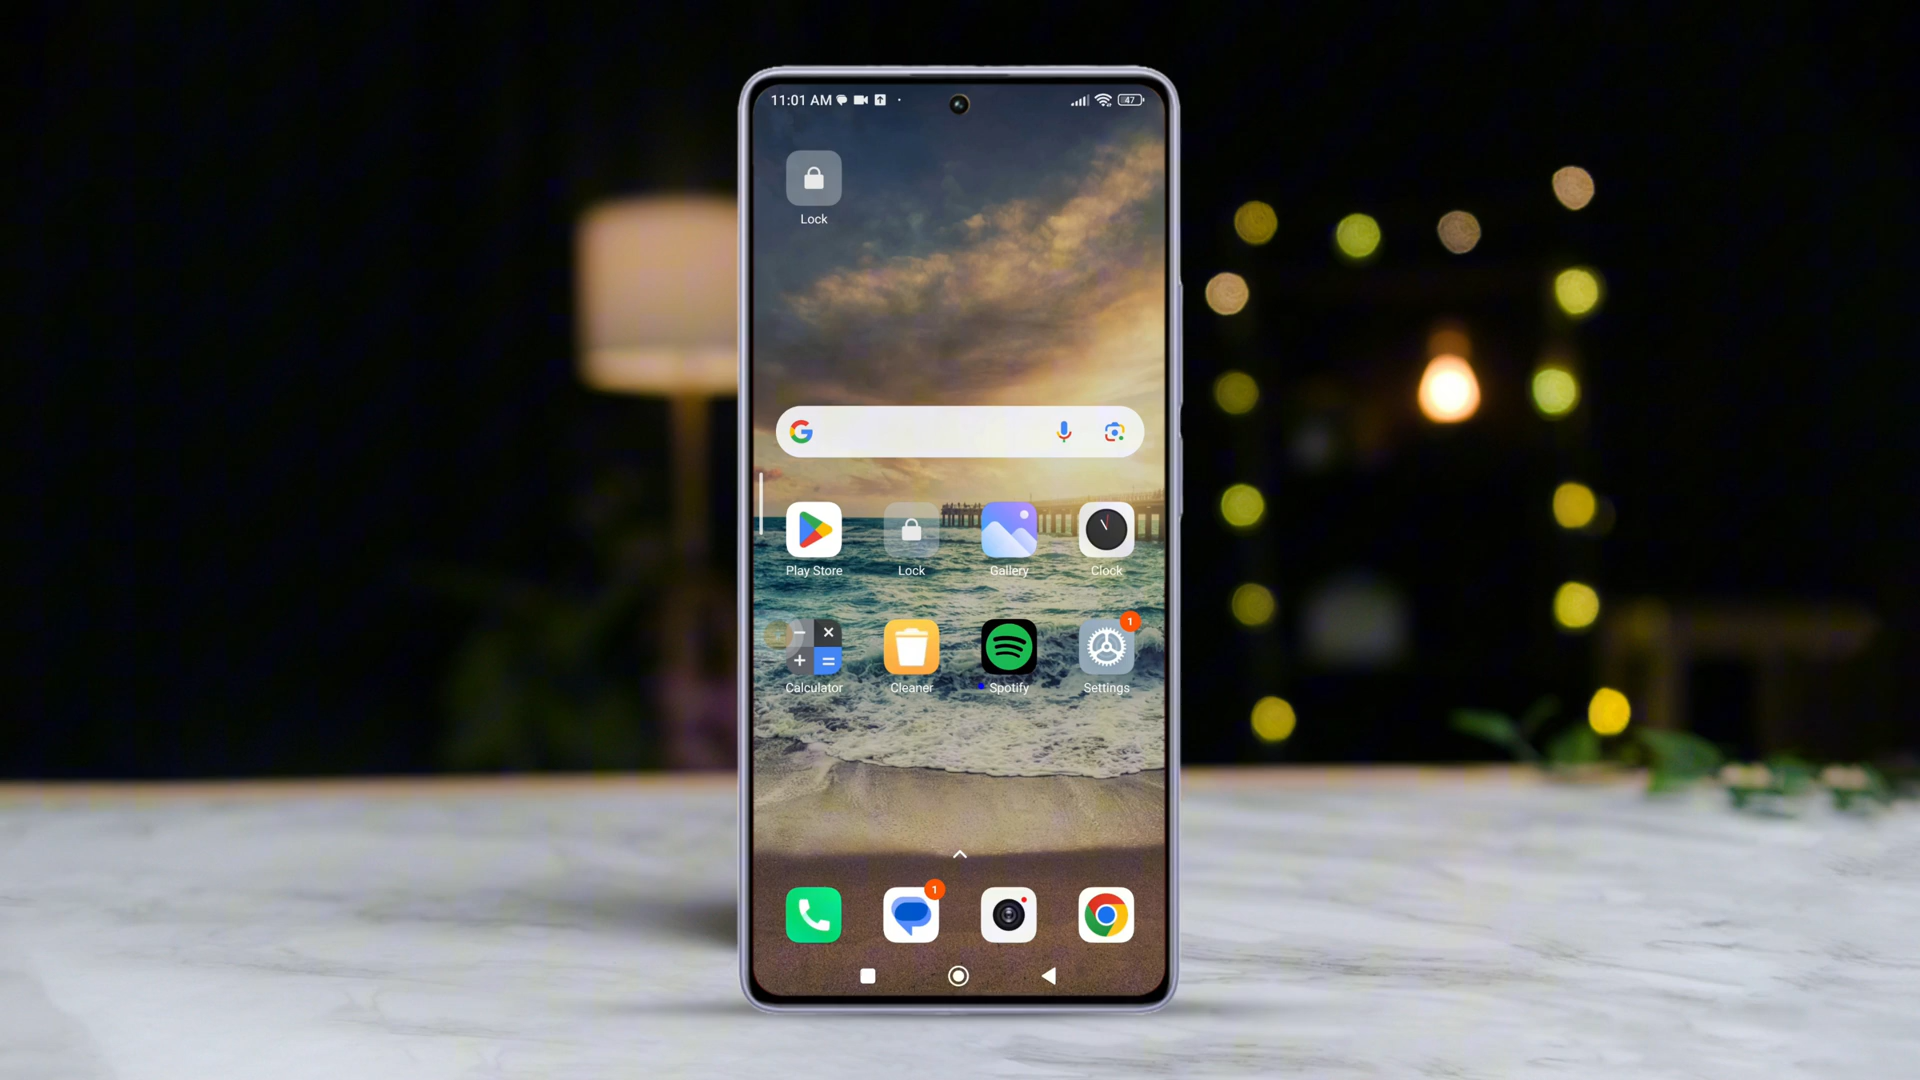 11:01 AM 47
Lock
Play Store Lock Gallery Clock
1
Calculator Cleaner Spotify Settings
1